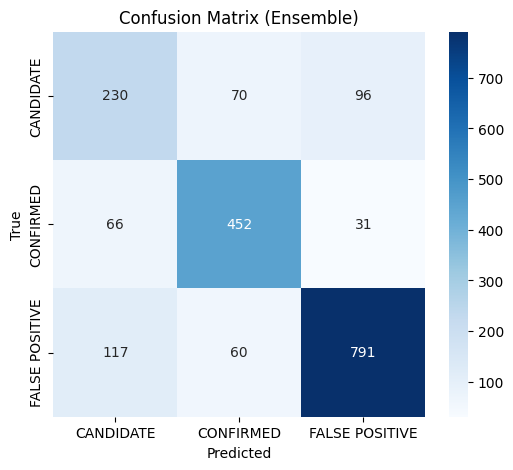 Confusion Matrix (Ensemble)
CANDIDATE 230 70 96
CONFIRMED 66 452 31
FALSE POSITIVE 117 60 791
True
CANDIDATE CONFIRMED FALSE POSITIVE
Predicted
700
600
500
400
300
200
100